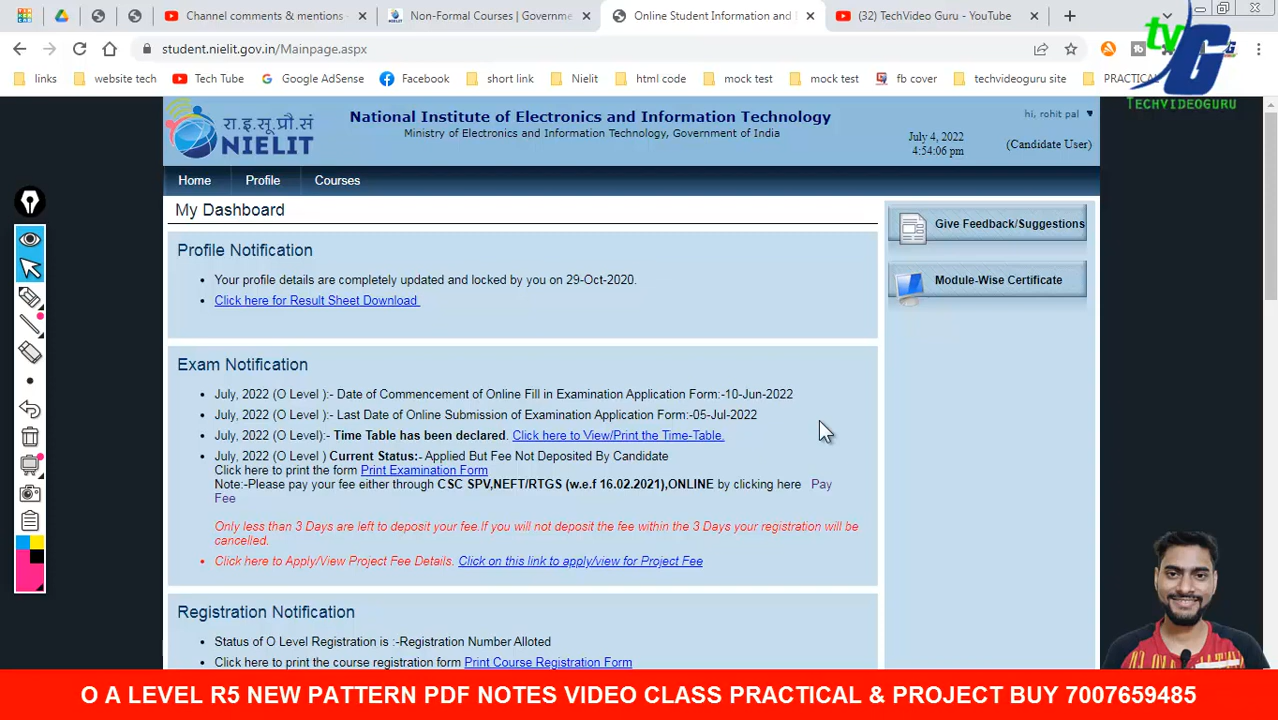 Channel comments & mentions -
Non-Formal Courses | Governme
Online Student Information and
(32) TechVideo Guru - YouTube
student.nielit.gov.in/Mainpage.aspx
links
website tech
Tech Tube
Google AdSense
Facebook
short link
Nielit
html code
mock test
mock test
fb cover
techvideoguru site
PRACTICAL
tv G
TECHVIDEOGURU
रा.इ.सू.प्रौ.सं
NIELIT
National Institute of Electronics and Information Technology
Ministry of Electronics and Information Technology, Government of India
hi, rohit pal
July 4, 2022
4:54:06 pm
(Candidate User)
Home
Profile
Courses
My Dashboard
Give Feedback/Suggestions
Module-Wise Certificate
Profile Notification
Your profile details are completely updated and locked by you on 29-Oct-2020.
Click here for Result Sheet Download.
Exam Notification
July, 2022 (O Level ):- Date of Commencement of Online Fill in Examination Application Form:-10-Jun-2022
July, 2022 (O Level ):- Last Date of Online Submission of Examination Application Form:-05-Jul-2022
July, 2022 (O Level):- Time Table has been declared. Click here to View/Print the Time-Table.
July, 2022 (O Level ) Current Status:- Applied But Fee Not Deposited By Candidate
Click here to print the form Print Examination Form
Note:-Please pay your fee either through CSC SPV,NEFT/RTGS (w.e.f 16.02.2021),ONLINE by clicking here Pay
Fee
Only less than 3 Days are left to deposit your fee.If you will not deposit the fee within the 3 Days your registration will be
cancelled.
Click here to Apply/View Project Fee Details. Click on this link to apply/view for Project Fee
Registration Notification
Status of O Level Registration is :-Registration Number Alloted
Click here to print the course registration form Print Course Registration Form
O A LEVEL R5 NEW PATTERN PDF NOTES VIDEO CLASS PRACTICAL & PROJECT BUY 7007659485